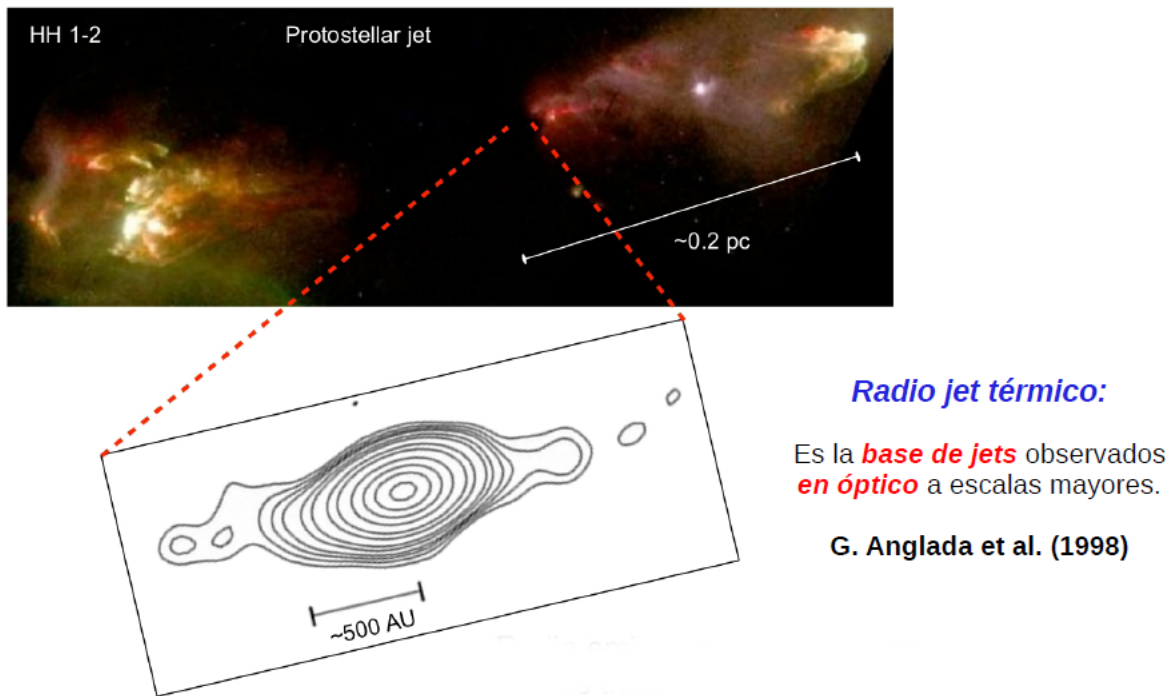 HH 1-2
Protostellar jet
~0.2 pc
~500 AU
Radio jet térmico:
Es la base de jets observados
en óptico a escalas mayores.
G. Anglada et al. (1998)